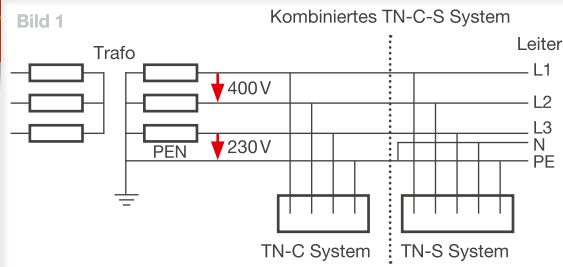 Bild 1
Kombiniertes TN-C-S System
Trafo
Leiter
L1
400 V
L2
L3
PEN
230 V
N
PE
TN-C System
TN-S System